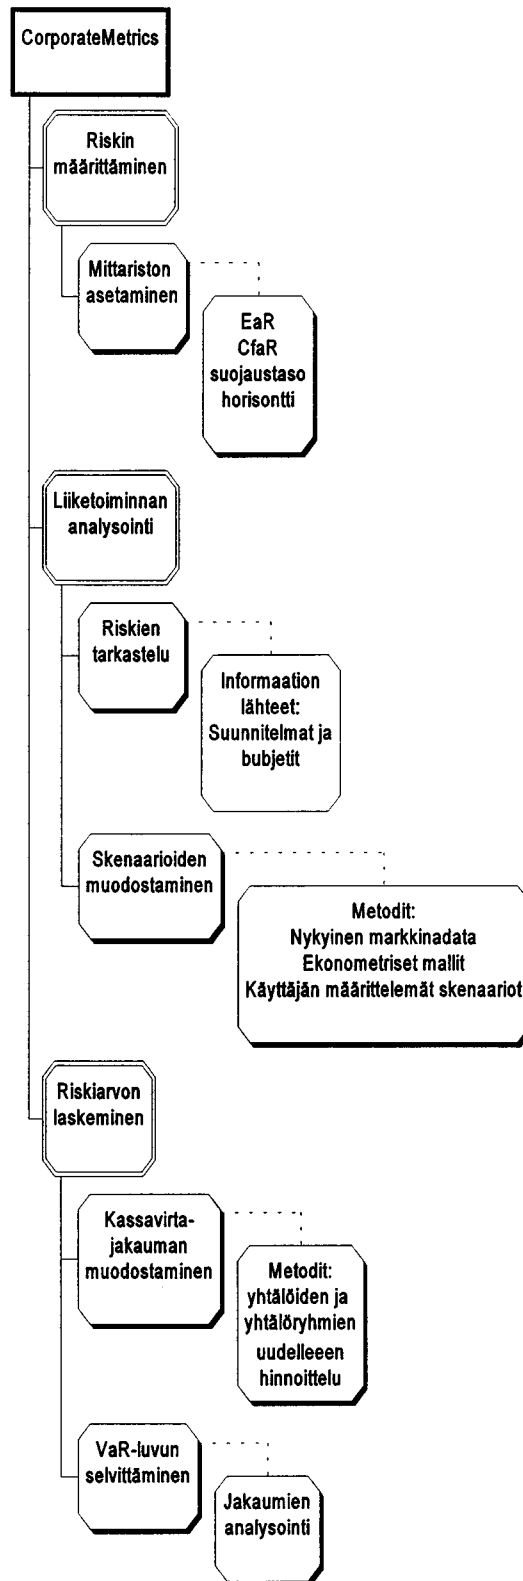 CorporateMetrics
Riskin
määrittäminen
Mittariston
asetaminen
EaR
CfaR
suojaustaso
horisontti
Liiketoiminnan
analysointi
Riskien
tarkastelu
Informaation
lähteet:
Suunnitelmat ja
bubjetit
Skenaarioiden
muodostaminen
Metodit:
Nykyinen markkinadata
Ekonometriset mallit
Käyttäjän määrittelemät skenaariot
Riskiarvon
laskeminen
Kassavirta-
jakauman
muodostaminen
Metodit:
yhtälöiden ja
yhtälöryhmien
uudelleeen
hinnoittelu
VaR-luvun
selvittäminen
Jakaumien
analysointi